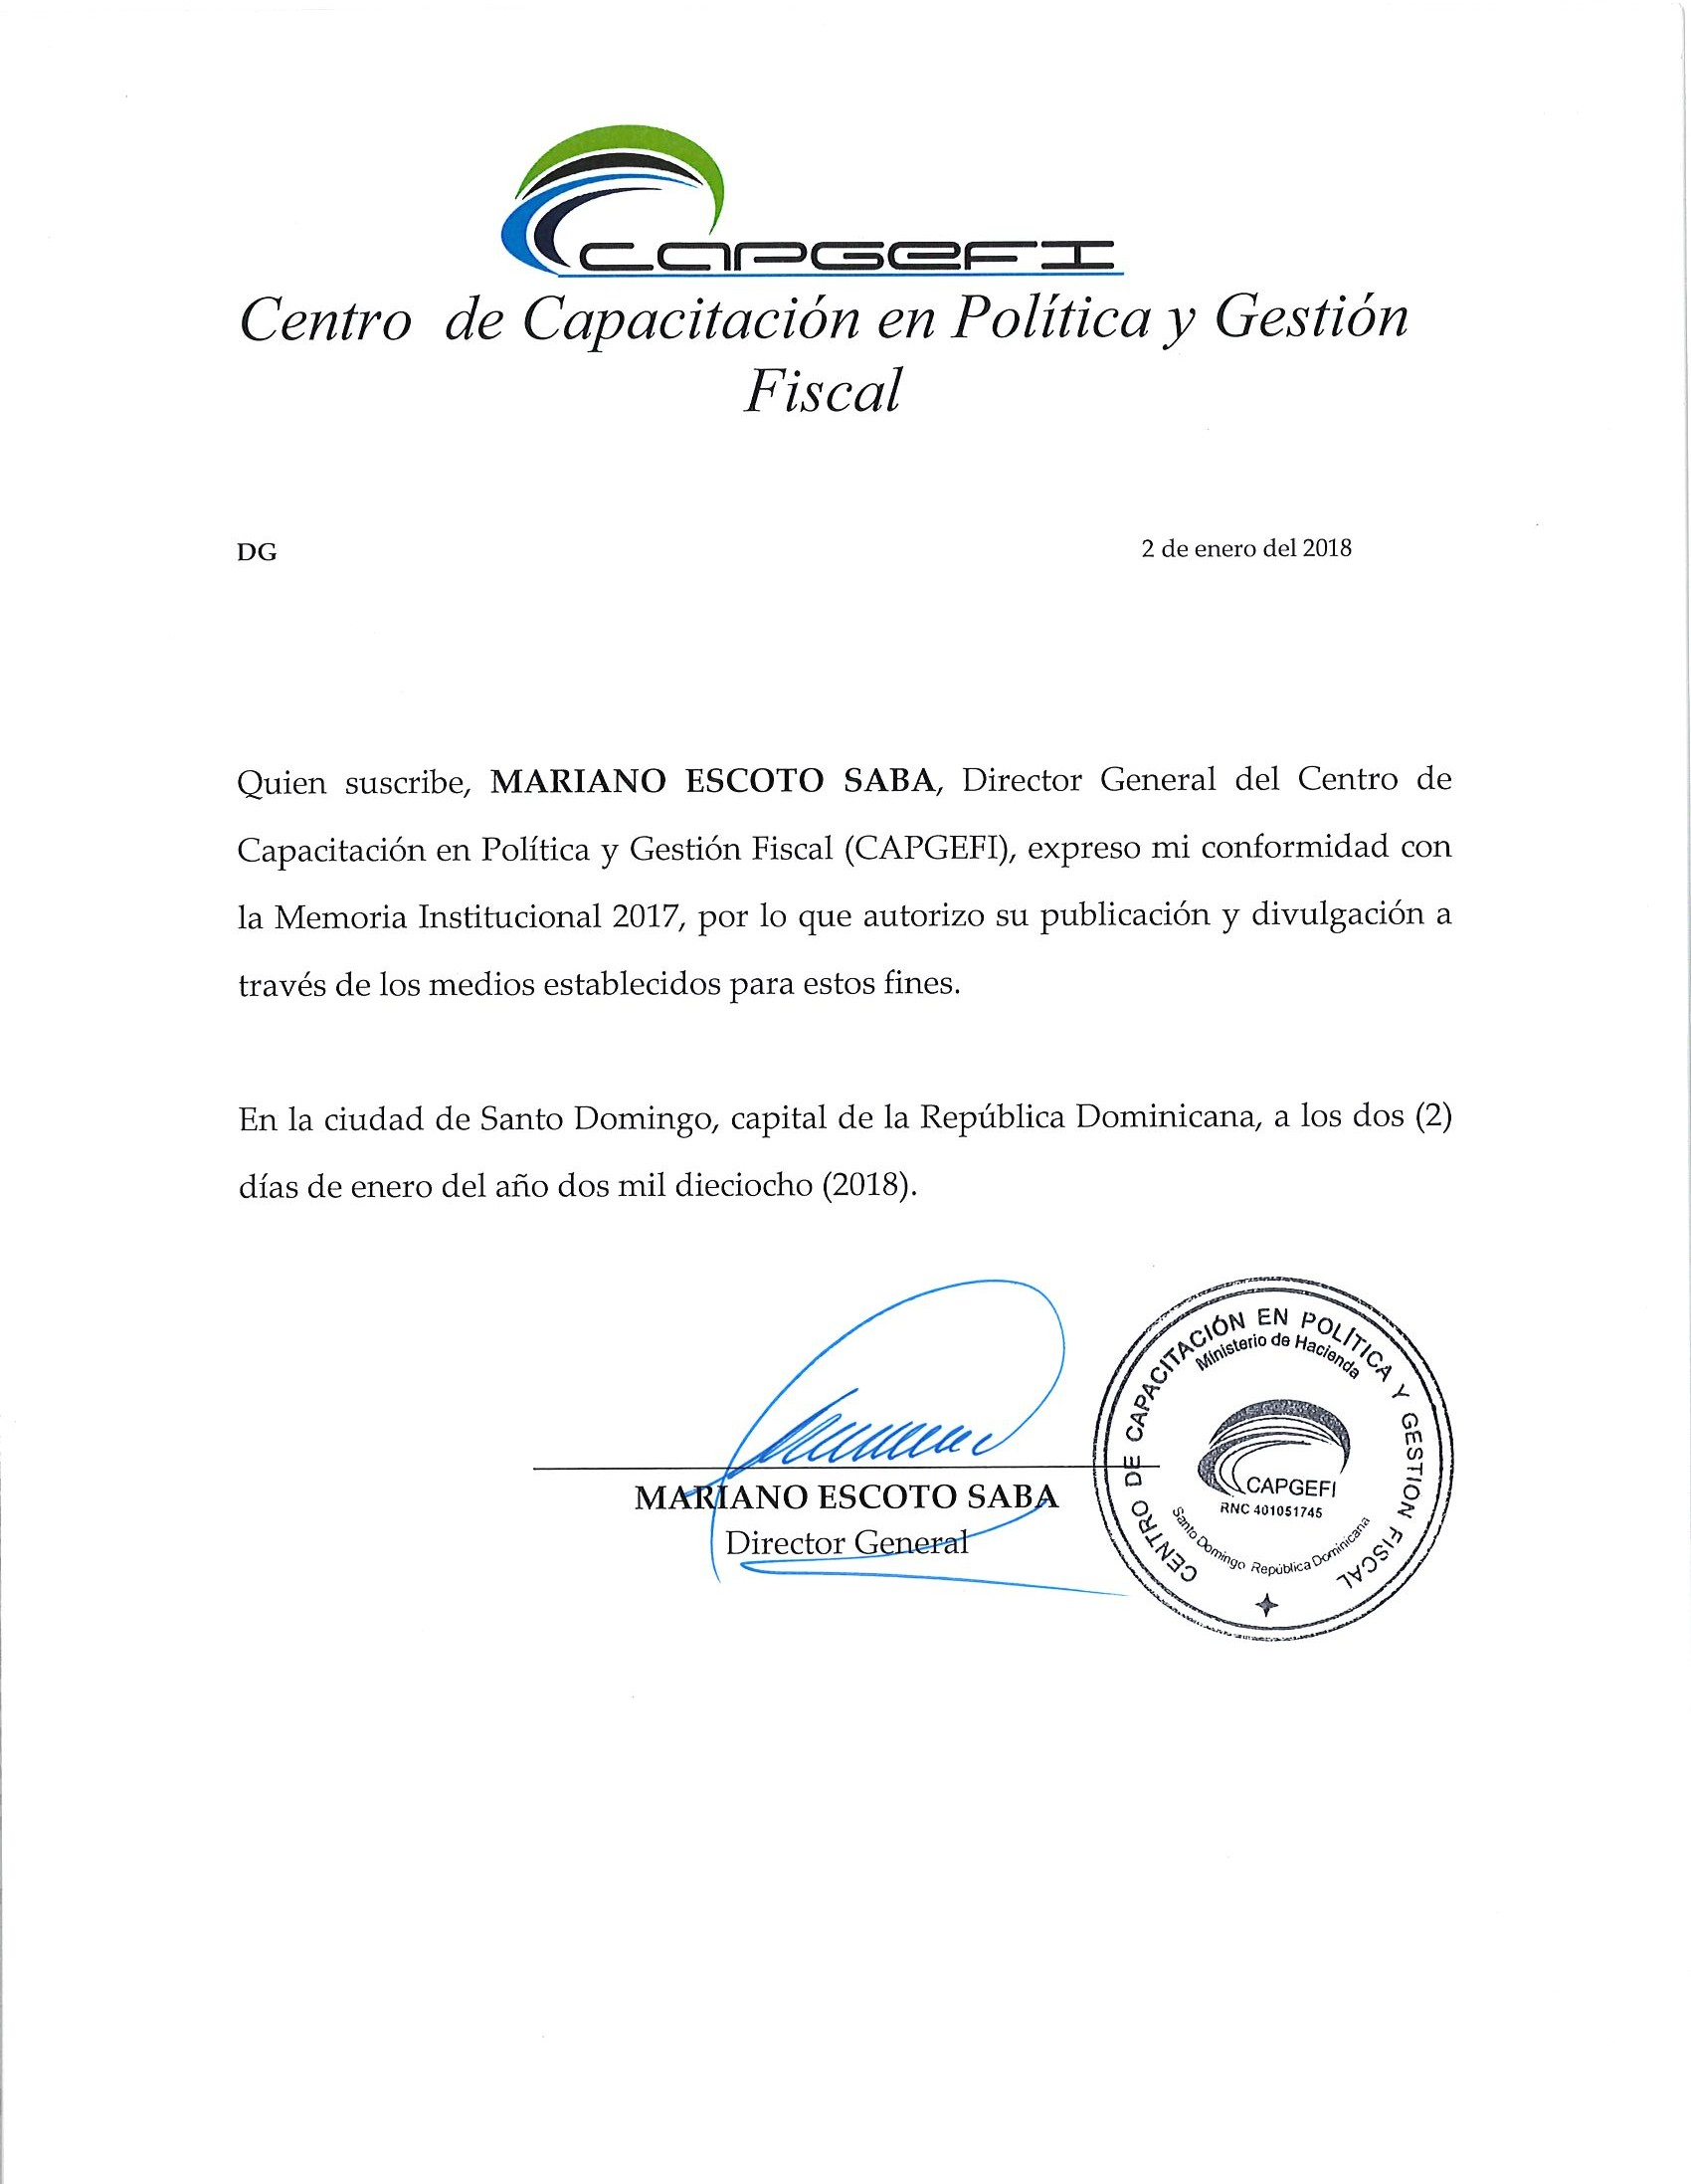 CAPGEFI
Centro de Capacitación en Política y Gestión
Fiscal
DG
2 de enero del 2018
Quien suscribe, MARIANO ESCOTO SABA, Director General del Centro de
Capacitación en Política y Gestión Fiscal (CAPGEFI), expreso mi conformidad con
la Memoria Institucional 2017, por lo que autorizo su publicación y divulgación a
través de los medios establecidos para estos fines.
En la ciudad de Santo Domingo, capital de la República Dominicana, a los dos (2)
días de enero del año dos mil dieciocho (2018).
MARIANO ESCOTO SABA
Director General
CENTRO DE CAPACITACIÓN EN POLÍTICA Y GESTION FISCAL
Ministerio de Hacienda
CAPGEFI
RNC 401051745
Santo Domingo República Dominicana